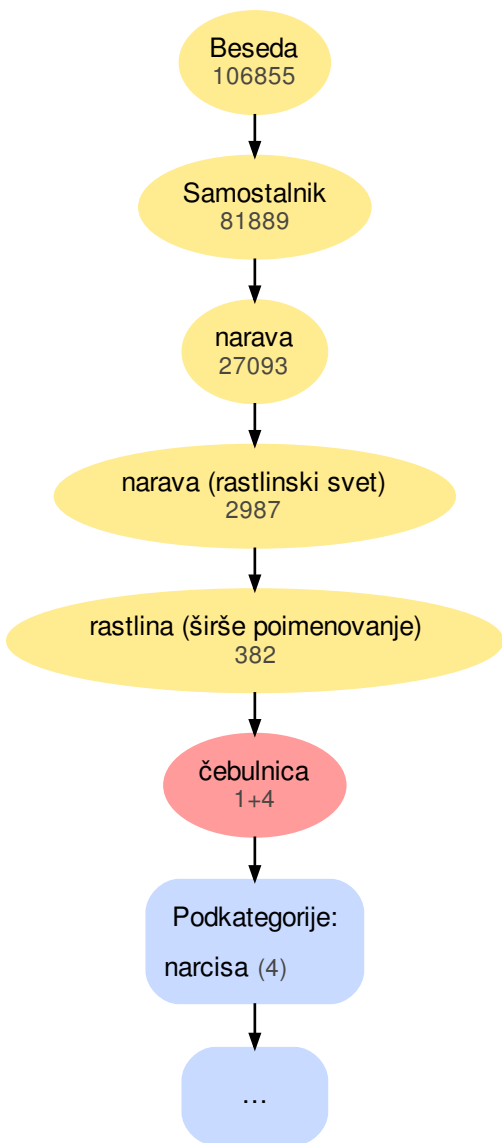 Beseda
106855
Samostalnik
81889
narava
27093
narava (rastlinski svet)
2987
rastlina (širše poimenovanje)
382
čebulnica
1+4
Podkategorije:
narcisa (4)
...